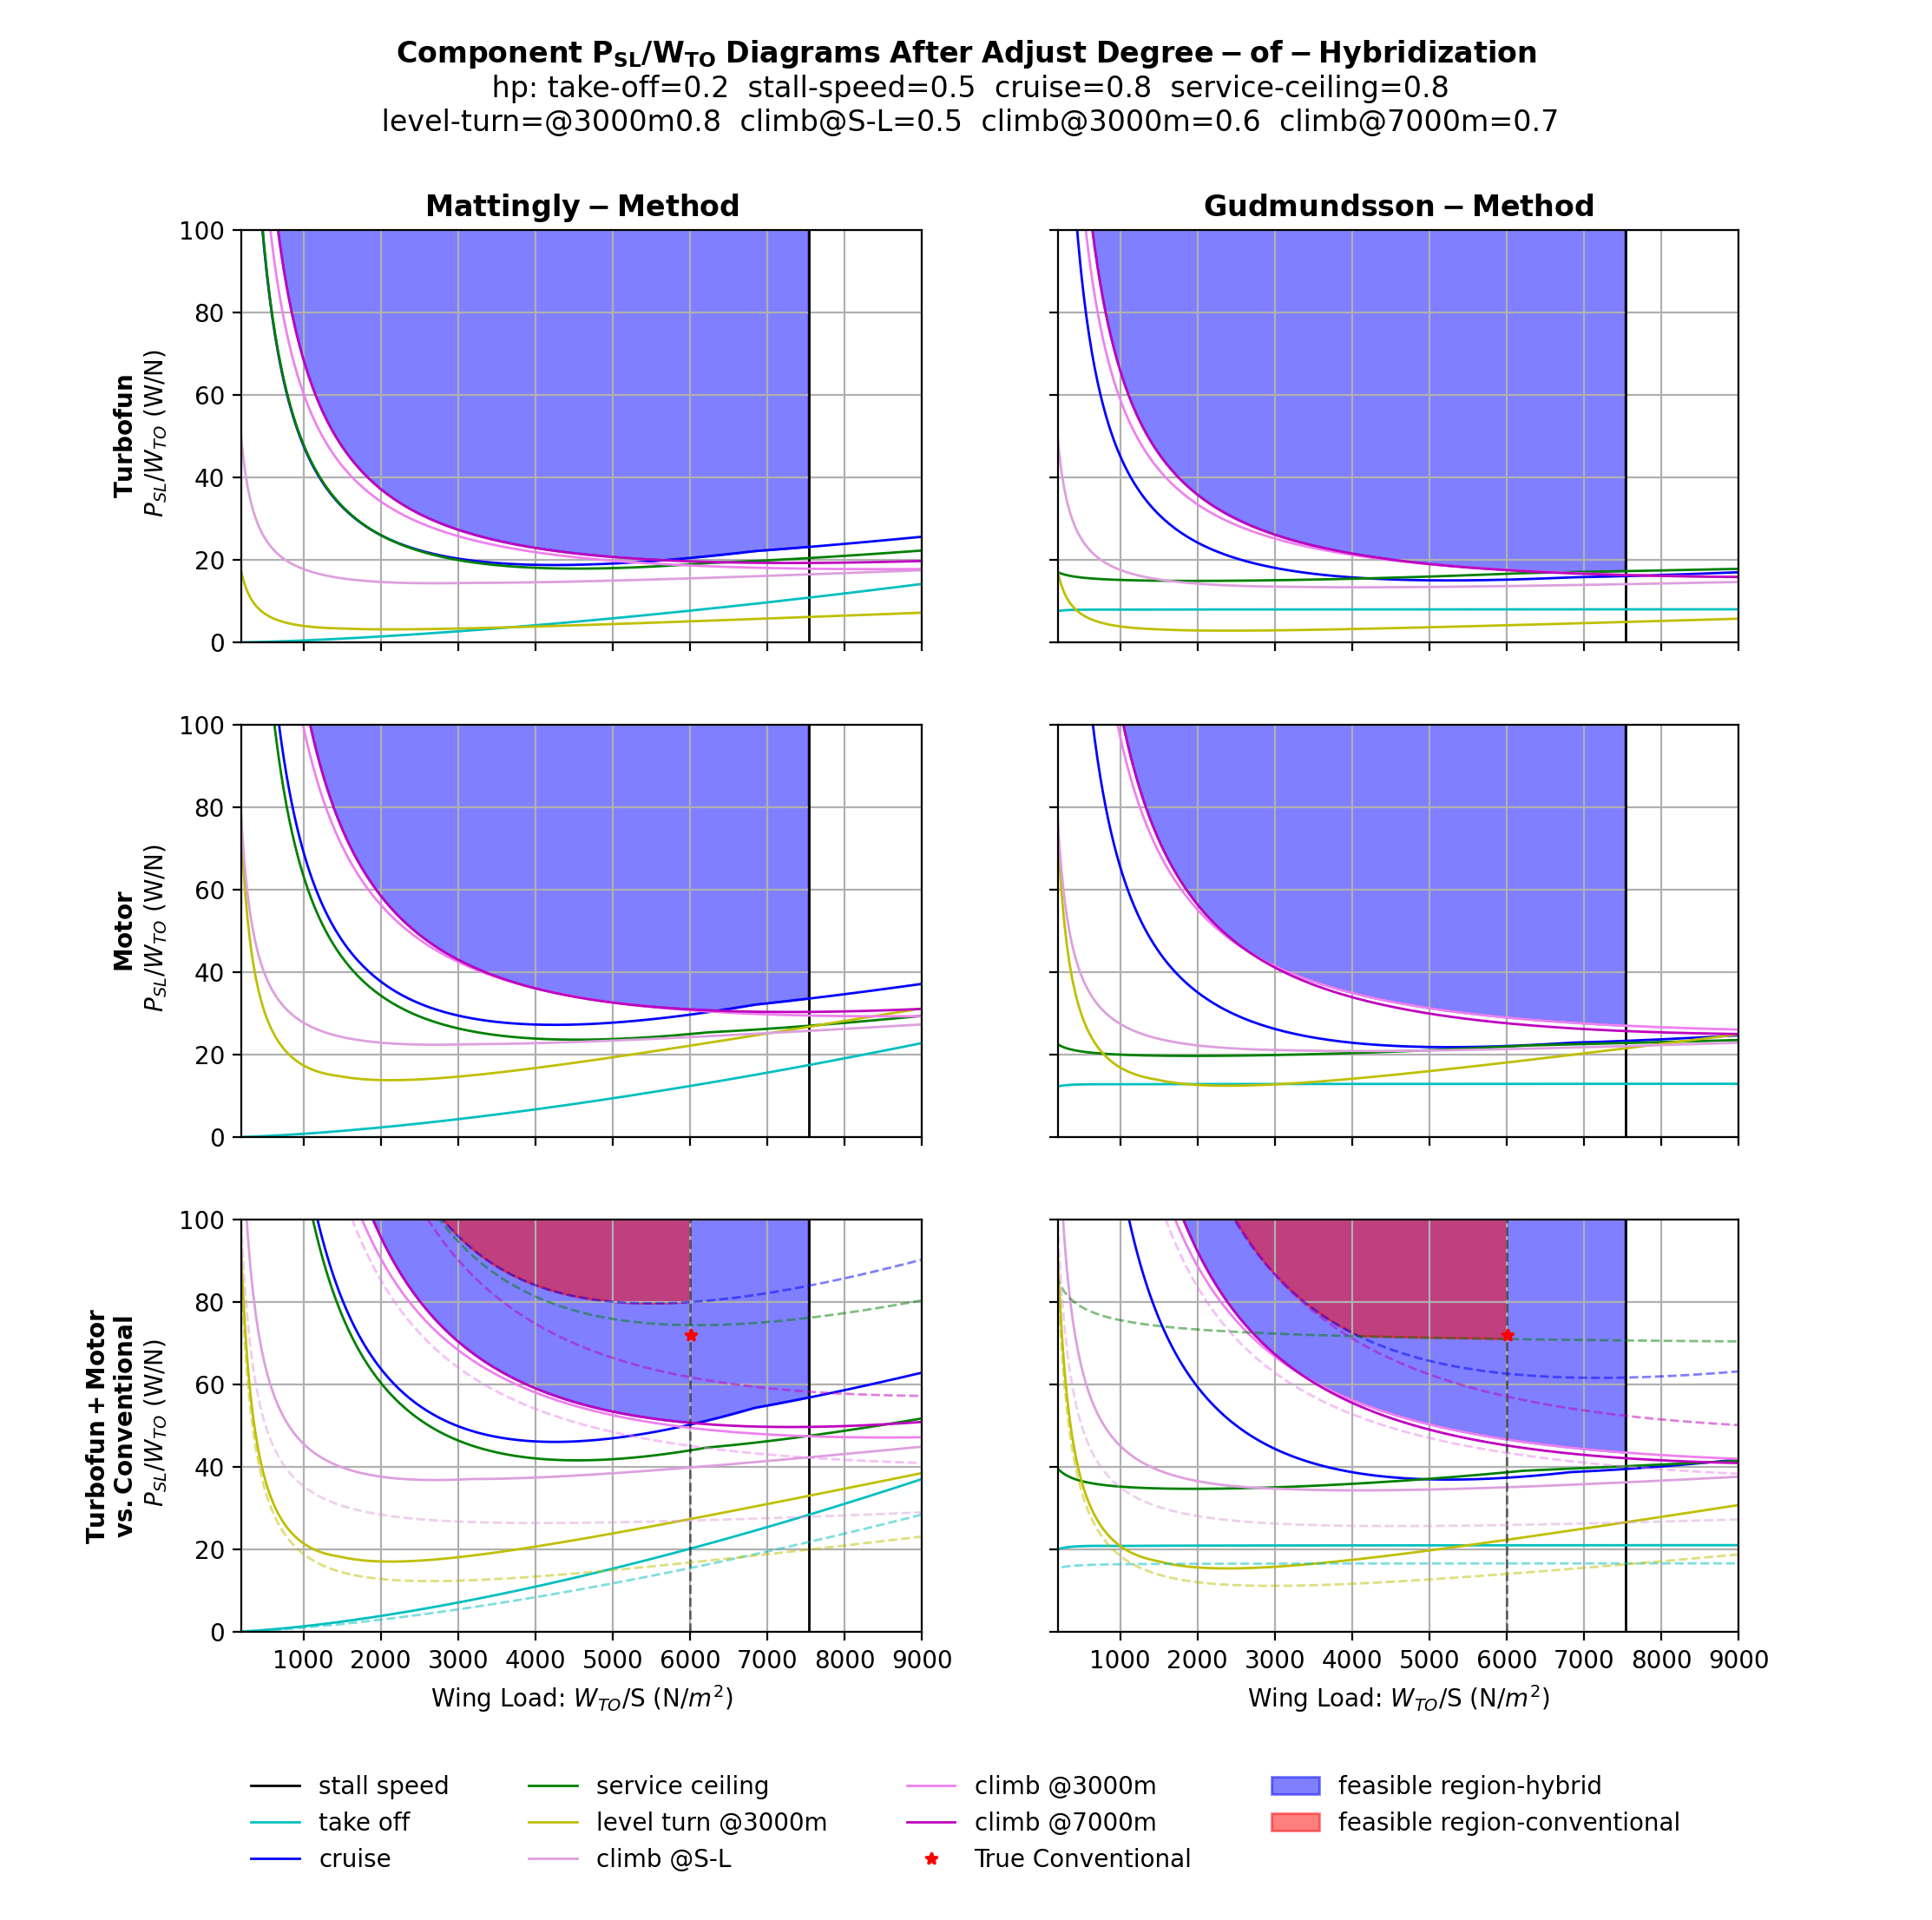 Component P_SL/W_TO Diagrams After Adjust Degree − of − Hybridization
hp: take-off=0.2 stall-speed=0.5 cruise=0.8 service-ceiling=0.8
level-turn=@3000m0.8 climb@S-L=0.5 climb@3000m=0.6 climb@7000m=0.7
Mattingly − Method
Gudmundsson − Method
Turbofun
P_SL/W_TO (W/N)
100
80
60
40
20
0
Motor
P_SL/W_TO (W/N)
100
80
60
40
20
0
Turbofun + Motor
vs. Conventional
P_SL/W_TO (W/N)
100
80
60
40
20
0
1000 2000 3000 4000 5000 6000 7000 8000 9000
1000 2000 3000 4000 5000 6000 7000 8000 9000
Wing Load: W_TO/S (N/m²)
Wing Load: W_TO/S (N/m²)
stall speed
take off
cruise
service ceiling
level turn @3000m
climb @S-L
climb @3000m
climb @7000m
True Conventional
feasible region-hybrid
feasible region-conventional